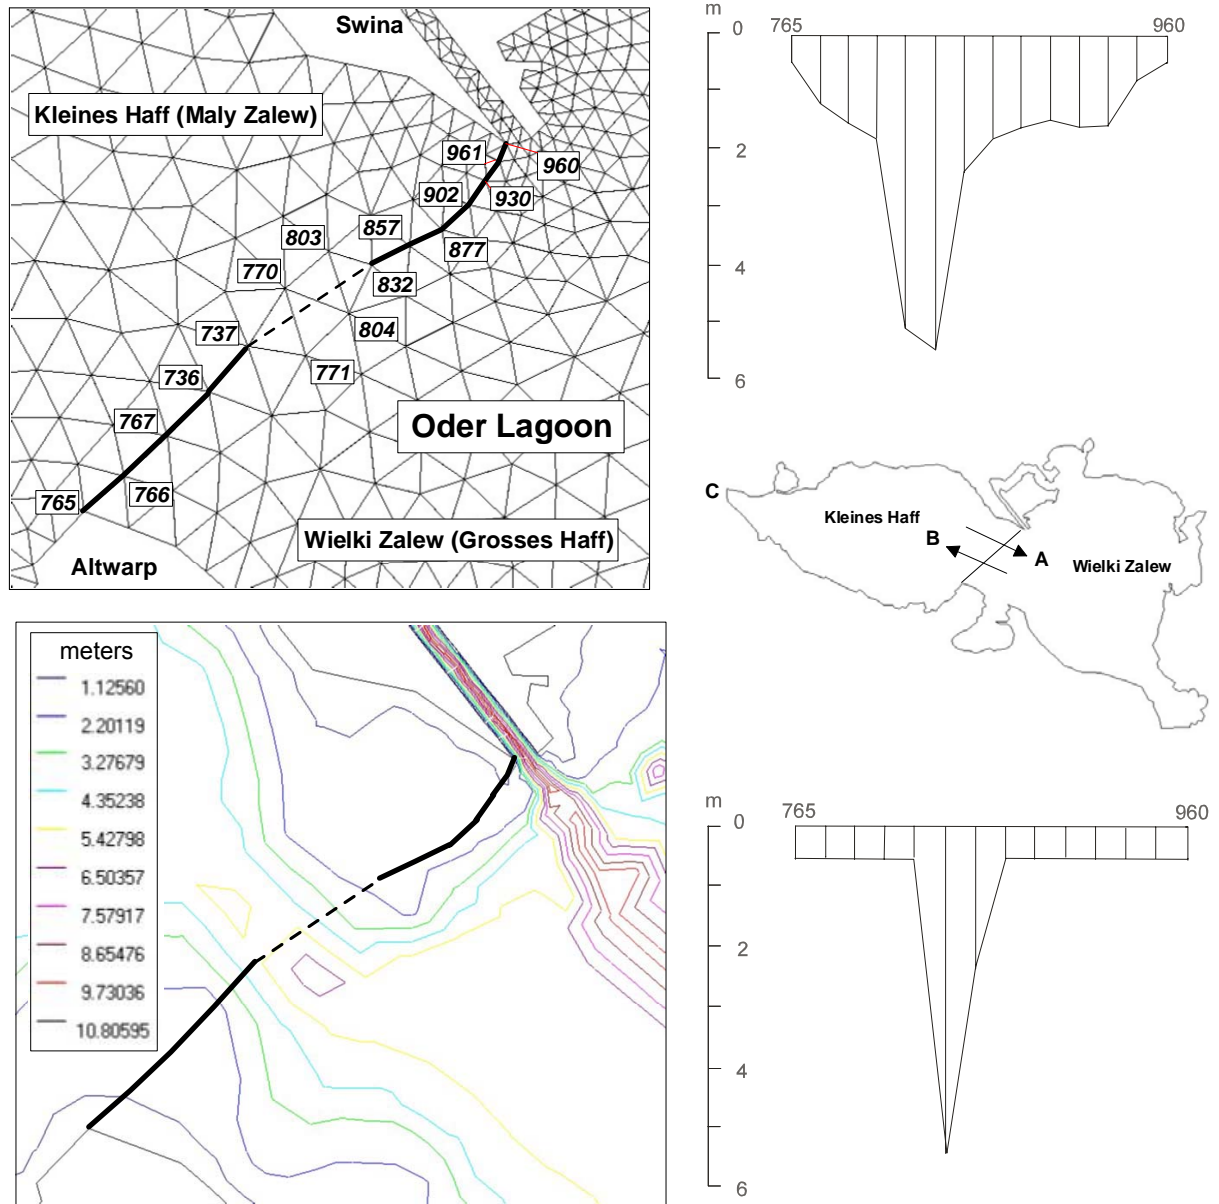 Swina
Kleines Haff (Maly Zalew)
961
960
902
930
857
803
877
770
832
737
804
736
771
767
Oder Lagoon
765
766
Wielki Zalew (Grosses Haff)
Altwarp
m
0
765
960
2
4
6
C
Kleines Haff
B
A
Wielki Zalew
meters
1.12560
2.20119
3.27679
4.35238
5.42798
6.50357
7.57917
8.65476
9.73036
10.80595
m
0
765
960
2
4
6